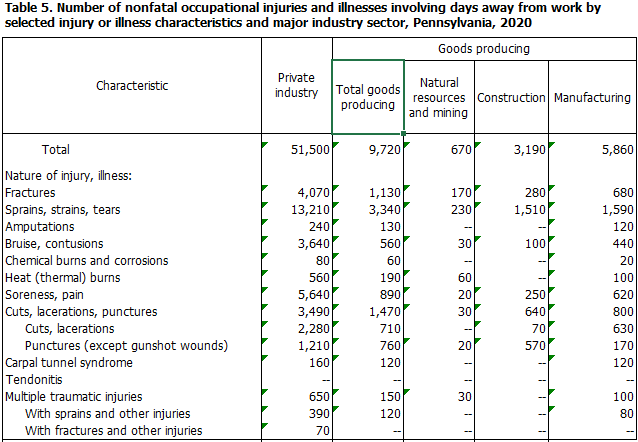 Table 5. Number of nonfatal occupational injuries and illnesses involving days away from work by
selected injury or illness characteristics and major industry sector, Pennsylvania, 2020
Characteristic Private industry Goods producing
Total goods producing Natural resources and mining Construction Manufacturing
Total 51,500 9,720 670 3,190 5,860
Nature of injury, illness:
Fractures 4,070 1,130 170 280 680
Sprains, strains, tears 13,210 3,340 230 1,510 1,590
Amputations 240 130 -- -- 120
Bruise, contusions 3,640 560 30 100 440
Chemical burns and corrosions 80 60 -- -- 20
Heat (thermal) burns 560 190 60 -- 100
Soreness, pain 5,640 890 20 250 620
Cuts, lacerations, punctures 3,490 1,470 30 640 800
Cuts, lacerations 2,280 710 -- 70 630
Punctures (except gunshot wounds) 1,210 760 20 570 170
Carpal tunnel syndrome 160 120 -- -- 120
Tendonitis -- -- -- -- --
Multiple traumatic injuries 650 150 30 -- 100
With sprains and other injuries 390 120 -- -- 80
With fractures and other injuries 70 -- -- -- --